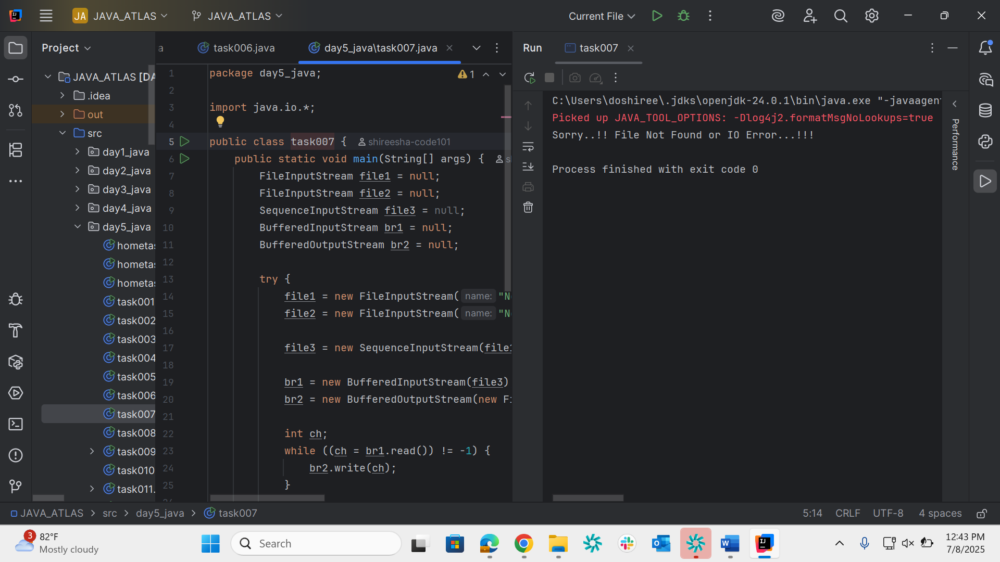 JA JAVA_ATLAS JAVA_ATLAS Current File
Project
a task006.java day5_java\task007.java
Run task007
JAVA_ATLAS [DA
.idea
out
src
day1_java
day2_java
day3_java
day4_java
day5_java
hometas
hometas
hometas
task001
task002
task003
task004
task005
task006
task007
task008
task009
task010
task011.
1 package day5_java; 1
2
3 import java.io.*;
4
5 public class task007 { shireesha-code101
6 public static void main(String[] args) { sh
7 FileInputStream file1 = null;
8 FileInputStream file2 = null;
9 SequenceInputStream file3 = null;
10 BufferedInputStream br1 = null;
11 BufferedOutputStream br2 = null;
12
13 try {
14 file1 = new FileInputStream( name: "N
15 file2 = new FileInputStream( name: "N
16
17 file3 = new SequenceInputStream(file1
18
19 br1 = new BufferedInputStream(file3)
20 br2 = new BufferedOutputStream(new Fi
21
22 int ch;
23 while ((ch = br1.read()) != -1) {
24 br2.write(ch);
25 }
C:\Users\doshiree\.jdks\openjdk-24.0.1\bin\java.exe "-javaagent
Picked up JAVA_TOOL_OPTIONS: -Dlog4j2.formatMsgNoLookups=true
Sorry..!! File Not Found or IO Error...!!!
Process finished with exit code 0
Performance
JAVA_ATLAS > src > day5_java > task007
5:14 CRLF UTF-8 4 spaces
3 82°F
Mostly cloudy
Search
12:43 PM
7/8/2025